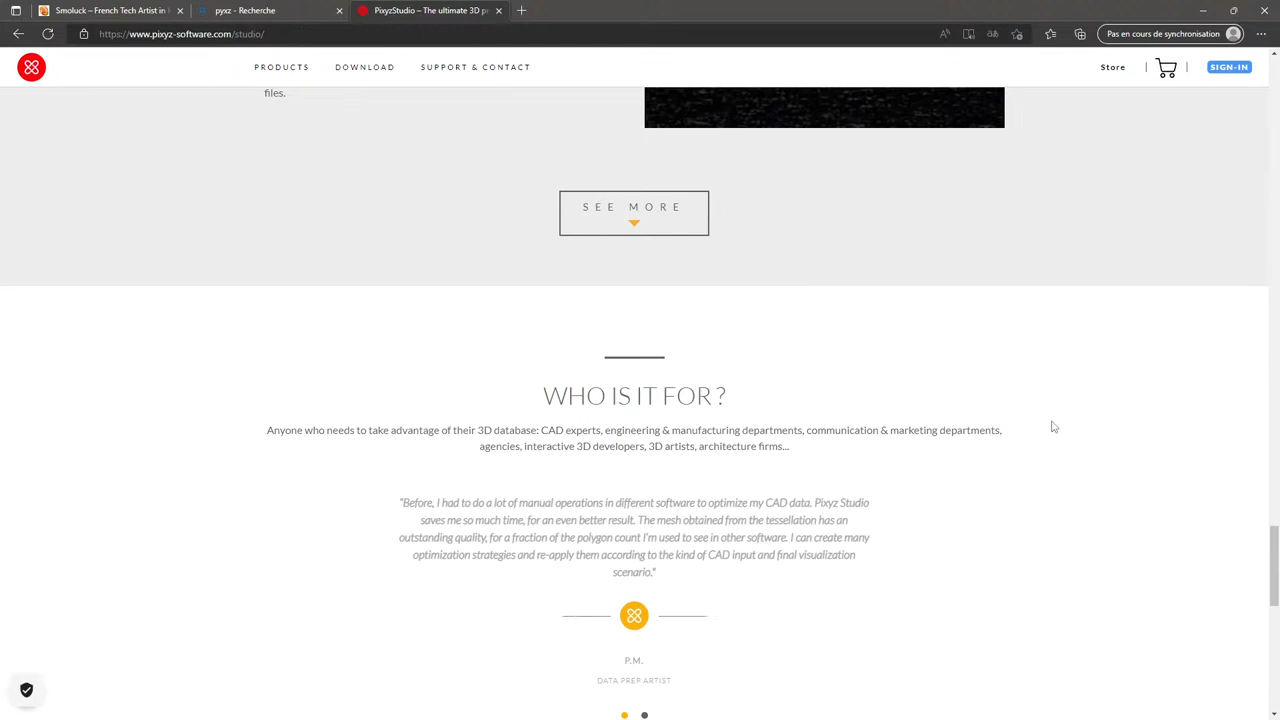 Smoluck – French Tech Artist in
pyxz - Recherche
PixyzStudio – The ultimate 3D p
https://www.pixyz-software.com/studio/
Pas en cours de synchronisation
PRODUCTS DOWNLOAD SUPPORT & CONTACT
Store | | SIGN-IN
files.
SEE MORE
WHO IS IT FOR ?
Anyone who needs to take advantage of their 3D database: CAD experts, engineering & manufacturing departments, communication & marketing departments,
agencies, interactive 3D developers, 3D artists, architecture firms...
"Before, I had to do a lot of manual operations in different software to optimize my CAD data. Pixyz Studio
saves me so much time, for an even better result. The mesh obtained from the tessellation has an
outstanding quality, for a fraction of the polygon count I'm used to see in other software. I can create many
optimization strategies and re-apply them according to the kind of CAD input and final visualization
scenario."
P.M.
DATA PREP ARTIST